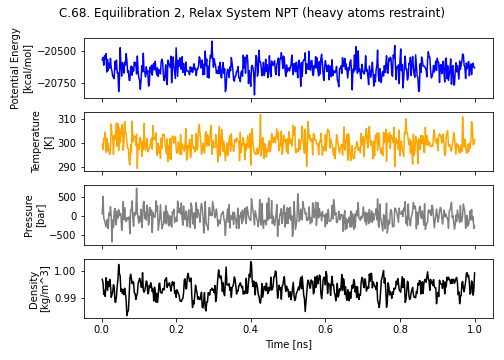 C.68. Equilibration 2, Relax System NPT (heavy atoms restraint)
Potential Energy
[kcal/mol]
−20500
−20750
Temperature
[K]
310
300
290
Pressure
[bar]
500
0
−500
Density
[kg/m^3]
1.00
0.99
0.0 0.2 0.4 0.6 0.8 1.0
Time [ns]